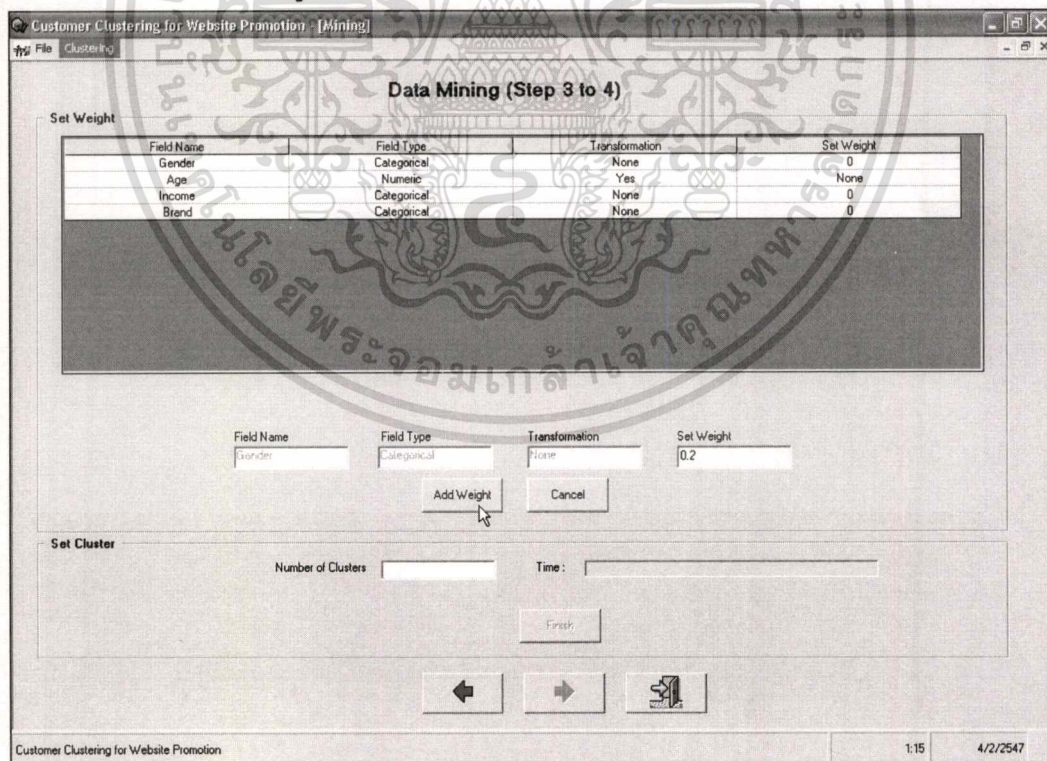 Customer Clustering for Website Promotion - [Mining]
File Clustering
Data Mining (Step 3 to 4)
Set Weight
Field Name Field Type Transformation Set Weight
Gender Categorical None 0
Age Numeric Yes None
Income Categorical None 0
Brand Categorical None 0
Field Name Field Type Transformation Set Weight
Gender Categorical None 0.2
Add Weight Cancel
Set Cluster
Number of Clusters Time :
Finish
Customer Clustering for Website Promotion 1:15 4/2/2547